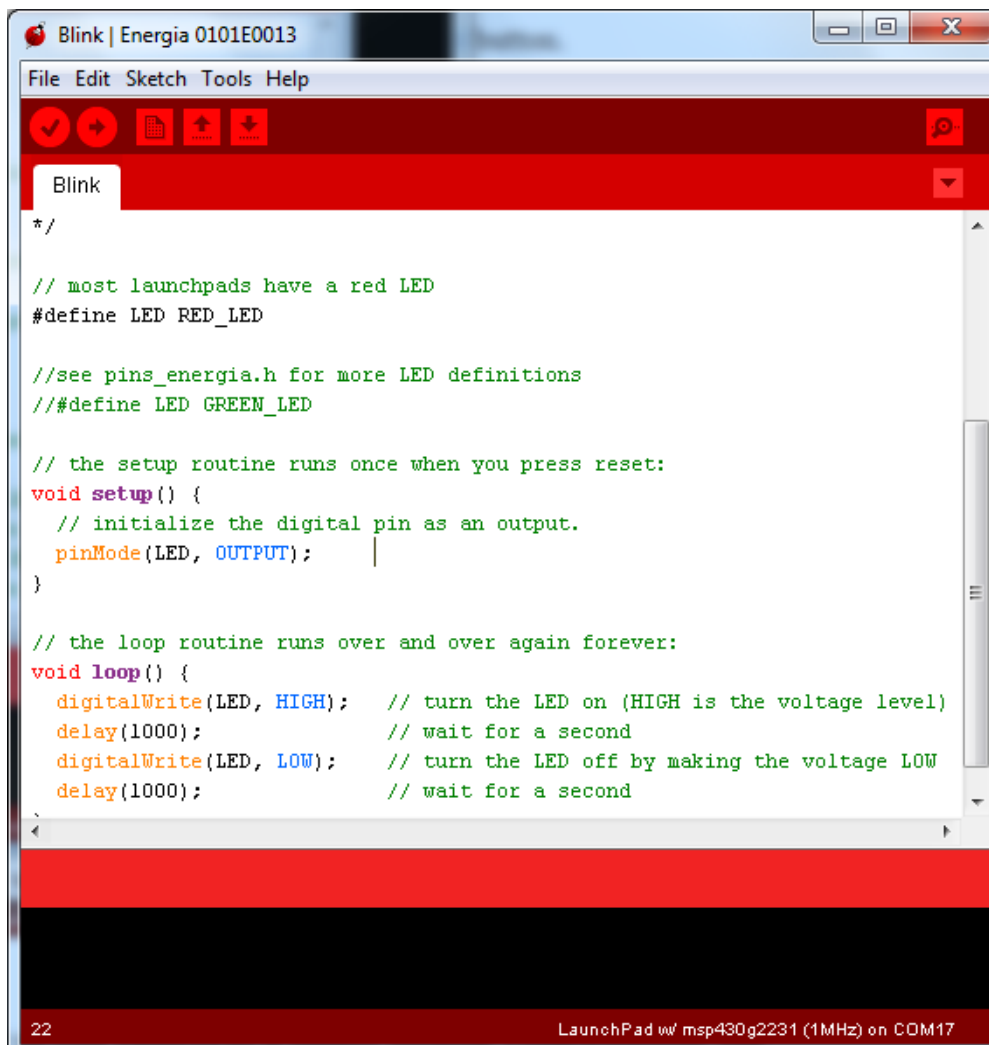 Blink | Energia 0101E0013
File Edit Sketch Tools Help
Blink
*/
// most launchpads have a red LED
#define LED RED_LED
//see pins_energia.h for more LED definitions
//#define LED GREEN_LED
// the setup routine runs once when you press reset:
void setup() {
  // initialize the digital pin as an output.
  pinMode(LED, OUTPUT);
}
// the loop routine runs over and over again forever:
void loop() {
  digitalWrite(LED, HIGH);   // turn the LED on (HIGH is the voltage level)
  delay(1000);               // wait for a second
  digitalWrite(LED, LOW);    // turn the LED off by making the voltage LOW
  delay(1000);               // wait for a second
22
LaunchPad w/ msp430g2231 (1MHz) on COM17